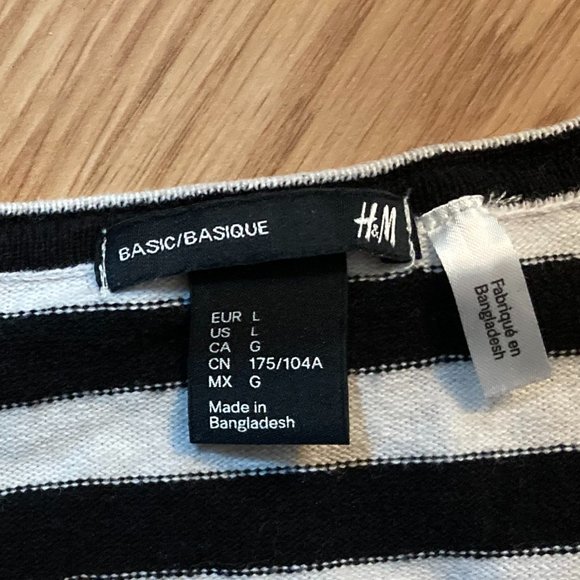 BASIC/BASIQUE
H&M
EUR L
US L
CA G
CN 175/104A
MX G
Made in
Bangladesh
Fabriqué en
Bangladesh